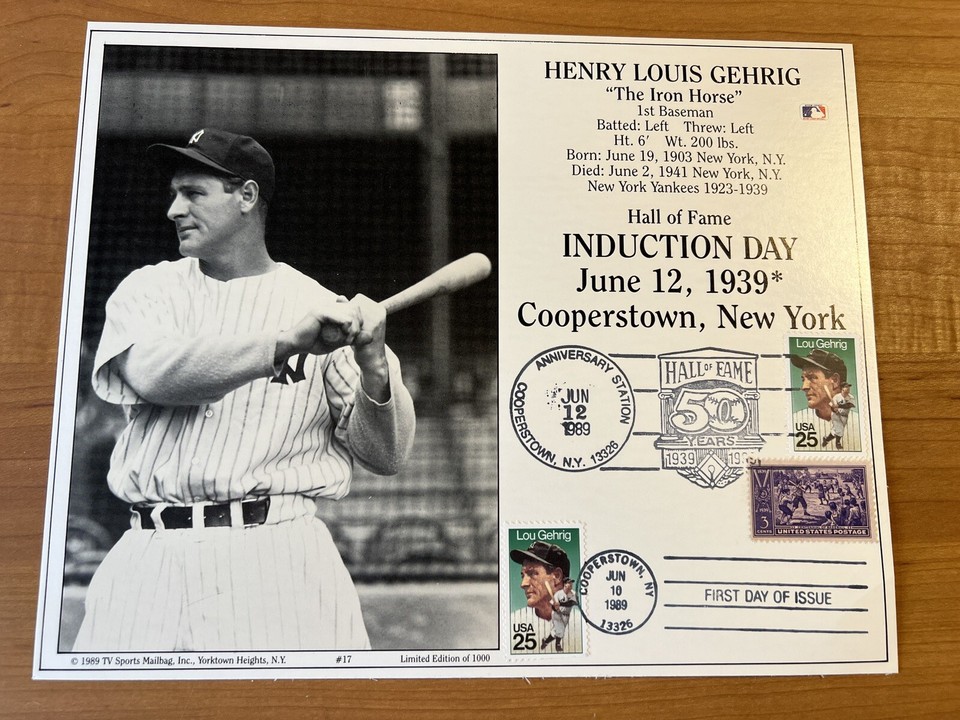 HENRY LOUIS GEHRIG
“The Iron Horse”
1st Baseman
Batted: Left Threw: Left
Ht. 6′ Wt. 200 lbs.
Born: June 19, 1903 New York, N.Y.
Died: June 2, 1941 New York, N.Y.
New York Yankees 1923-1939
Hall of Fame
INDUCTION DAY
June 12, 1939*
Cooperstown, New York
ANNIVERSARY STATION
JUN
12
1989
COOPERSTOWN, N.Y. 13326
HALL OF FAME
50
YEARS
1939
Lou Gehrig
USA
25
3
CENTS
UNITED STATES POSTAGE
Lou Gehrig
USA
25
COOPERSTOWN, NY
JUN
10
1989
13326
FIRST DAY OF ISSUE
© 1989 TV Sports Mailbag, Inc., Yorktown Heights, N.Y. #17 Limited Edition of 1000